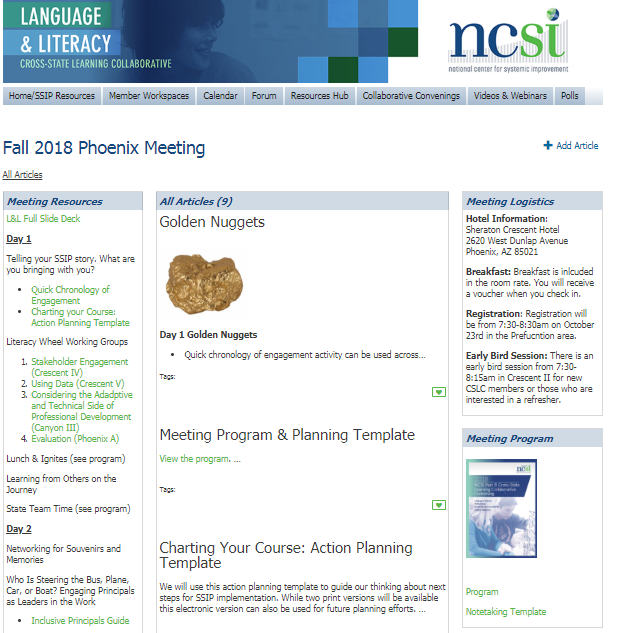 LANGUAGE
& LITERACY
CROSS-STATE LEARNING COLLABORATIVE
ncsi
national center for systemic improvement
Home/SSIP Resources
Member Workspaces
Calendar
Forum
Resources Hub
Collaborative Convenings
Videos & Webinars
Polls
Fall 2018 Phoenix Meeting
+ Add Article
All Articles
Meeting Resources
L&L Full Slide Deck
Day 1
Telling your SSIP story. What are
you bringing with you?
• Quick Chronology of
Engagement
• Charting your Course:
Action Planning Template
Literacy Wheel Working Groups
1. Stakeholder Engagement
(Crescent IV)
2. Using Data (Crescent V)
3. Considering the Adadptive
and Technical Side of
Professional Development
(Canyon III)
4. Evaluation (Phoenix A)
Lunch & Ignites (see program)
Learning from Others on the
Journey
State Team Time (see program)
Day 2
Networking for Souvenirs and
Memories
Who Is Steering the Bus, Plane,
Car, or Boat? Engaging Principals
as Leaders in the Work
• Inclusive Principals Guide
All Articles (9)
Golden Nuggets
Day 1 Golden Nuggets
• Quick chronology of engagement activity can be used across...
Tags:
Meeting Program & Planning Template
View the program. ...
Tags:
Charting Your Course: Action Planning
Template
We will use this action planning template to guide our thinking about next
steps for SSIP implementation. While two print versions will be available
this electronic version can also be used for future planning efforts. ...
Meeting Logistics
Hotel Information:
Sheraton Crescent Hotel
2620 West Dunlap Avenue
Phoenix, AZ 85021
Breakfast: Breakfast is inlcuded
in the room rate. You will receive
a voucher when you check in.
Registration: Registration will
be from 7:30-8:30am on October
23rd in the Prefucntion area.
Early Bird Session: There is an
early bird session from 7:30-
8:15am in Crescent II for new
CSLC members or those who are
interested in a refresher.
Meeting Program
ncsi
Program
Notetaking Template